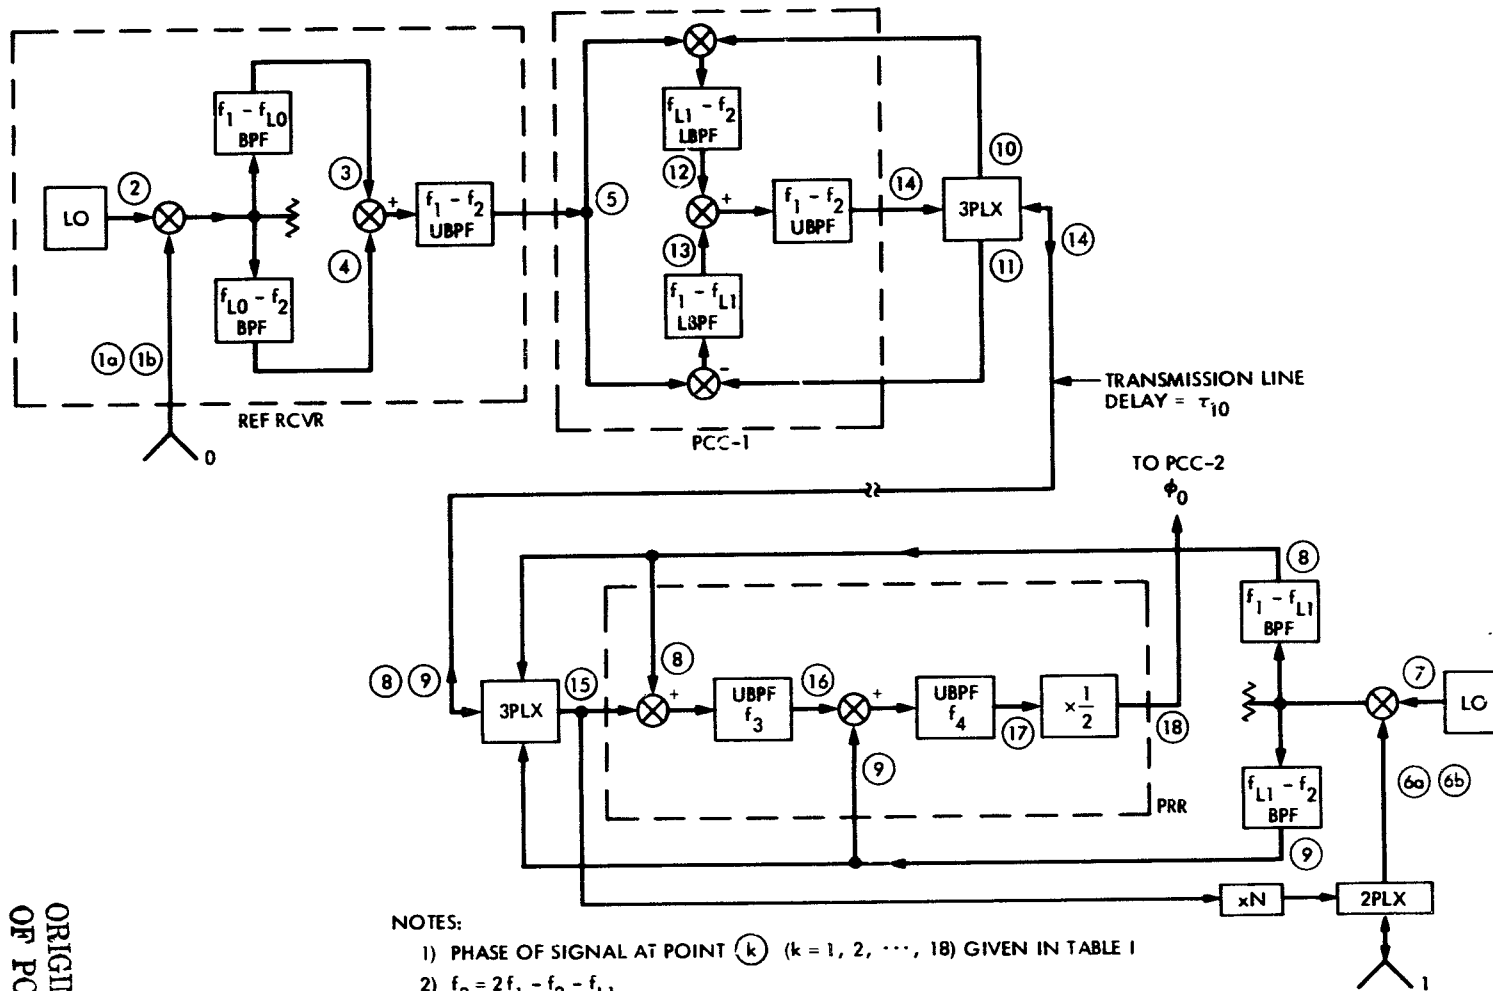 f1 - fL0
BPF
LO
2
3
+
f1 - f2
UBPF
4
fL0 - f2
BPF
1a 1b
REF RCVR
0
5
fL1 - f2
LBPF
12
+
f1 - f2
UBPF
14
13
f1 - fL1
LBPF
-
PCC-1
10
3PLX
11
14
TRANSMISSION LINE
DELAY = τ10
TO PCC-2
ϕ0
8
f1 - fL1
BPF
8 9
3PLX
15
8
+
UBPF
f3
16
+
UBPF
f4
17
× 1/2
18
9
PRR
7
LO
fL1 - f2
BPF
6a 6b
9
xN
2PLX
1
NOTES:
1) PHASE OF SIGNAL AT POINT k (k = 1, 2, ···, 18) GIVEN IN TABLE I